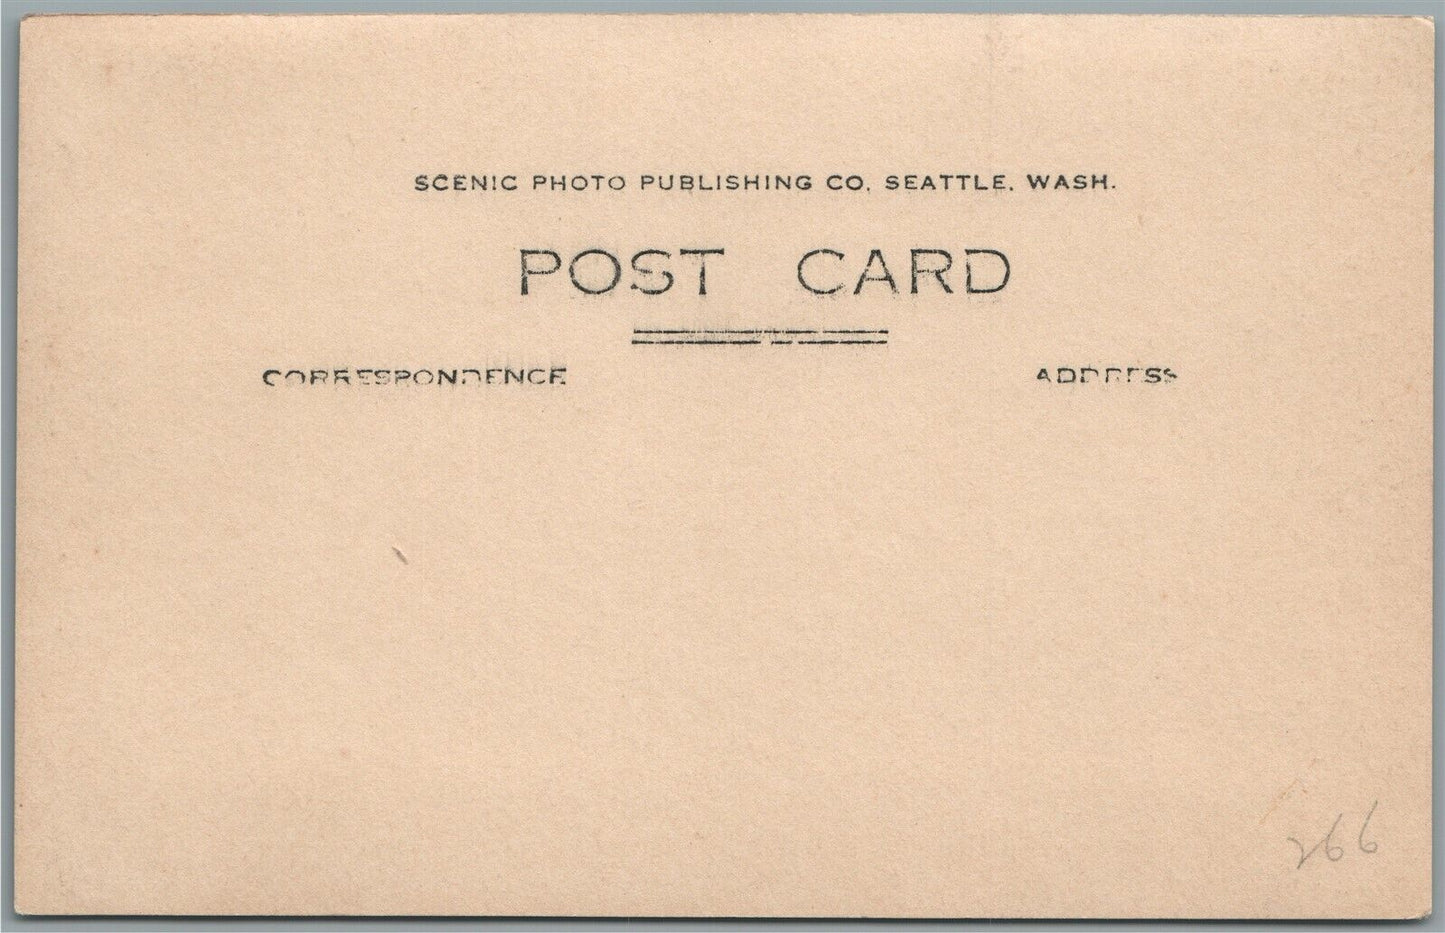 SCENIC PHOTO PUBLISHING CO. SEATTLE. WASH.
POST CARD
CORRESPONDENCE ADDRESS
266